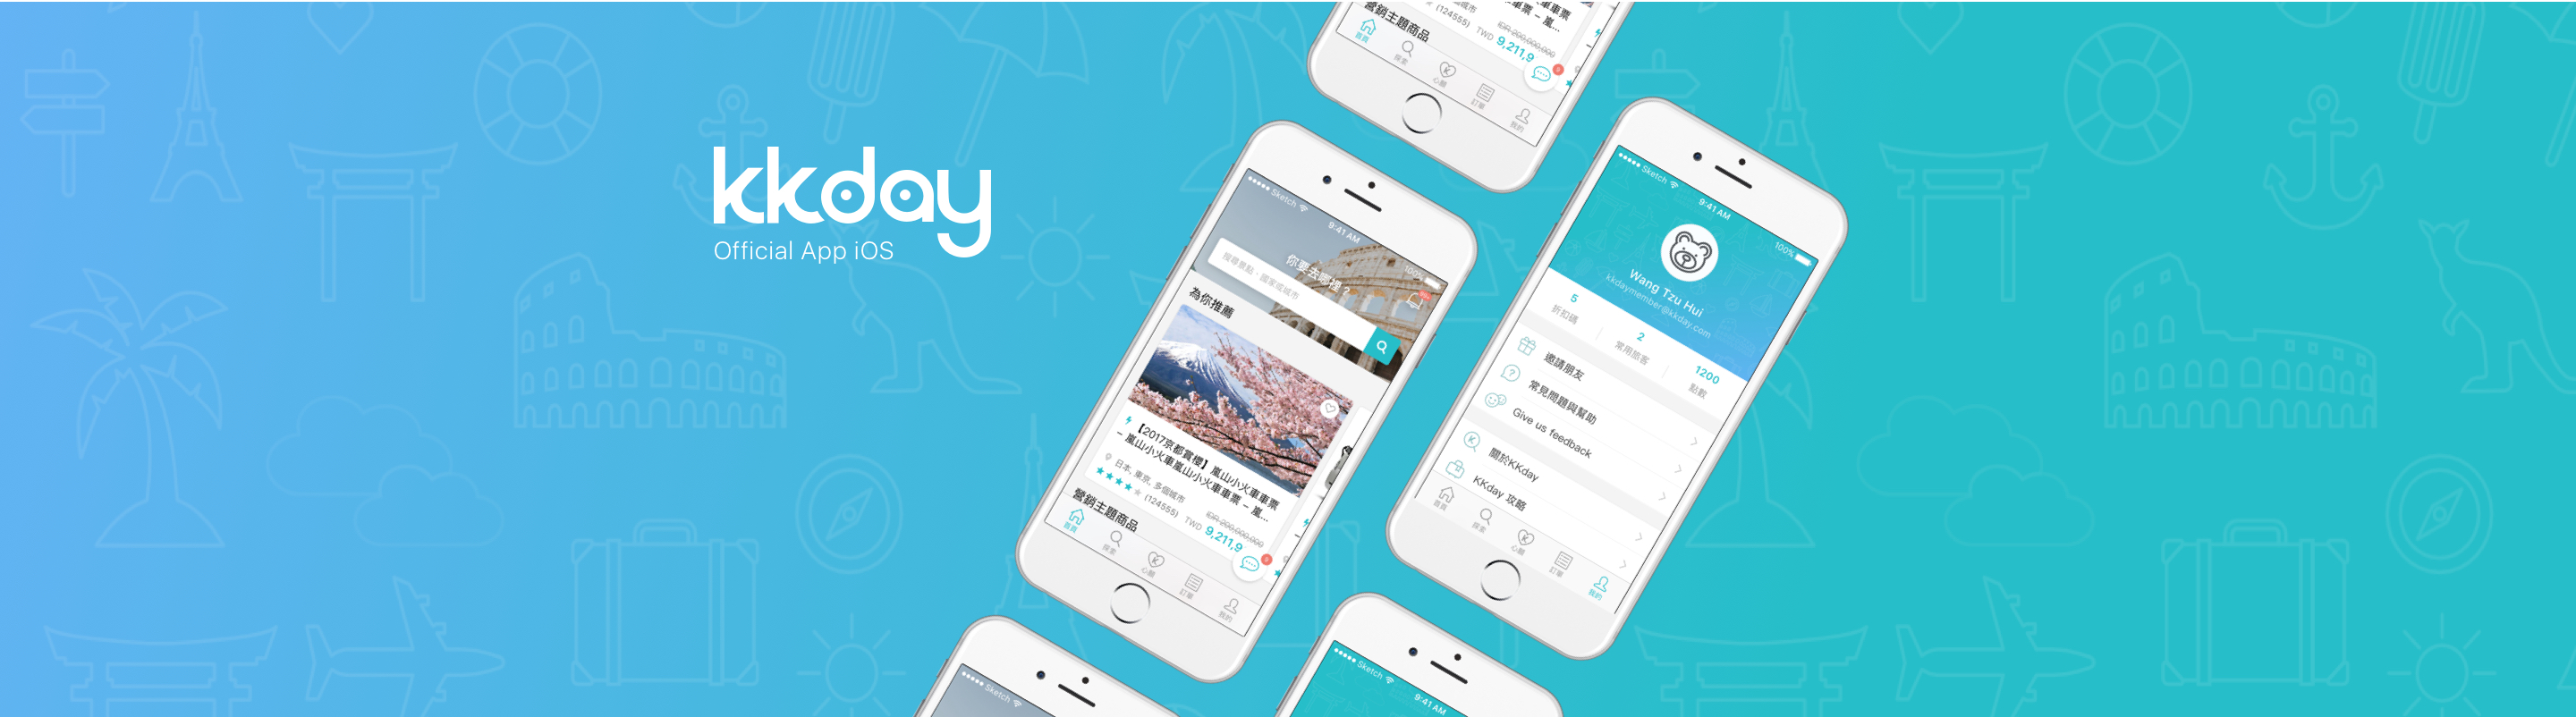 kkday
Official App iOS
營銷主題商品
(124555) TWD 9,211,9
首頁
探索
心願
訂單
我的
Sketch
9:41 AM
100%
你要去哪裡？
搜尋景點、國家或城市
為你推薦
【2017京都賞櫻】嵐山小火車車票
– 嵐山小火車嵐山小火車車票 – 嵐...
日本, 東京, 多個城市
(124555) TWD 9,211,9
營銷主題商品
首頁
探索
心願
訂單
我的
Sketch
9:41 AM
100%
Wang Tzu Hui
kkdaymember@kkday.com
5
折扣碼
2
常用旅客
1200
點數
邀請朋友
常見問題與幫助
Give us feedback
關於KKday
KKday 攻略
首頁
探索
心願
訂單
我的
Sketch
Sketch
9:41 AM